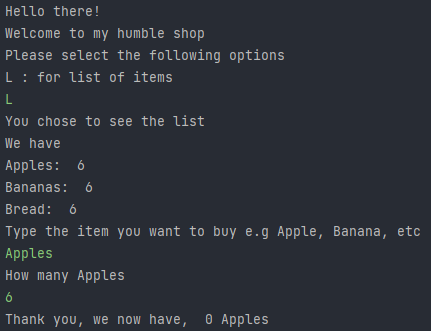 Hello there!
Welcome to my humble shop
Please select the following options
L : for list of items
L
You chose to see the list
We have
Apples:  6
Bananas:  6
Bread:  6
Type the item you want to buy e.g Apple, Banana, etc
Apples
How many Apples
6
Thank you, we now have,  0 Apples